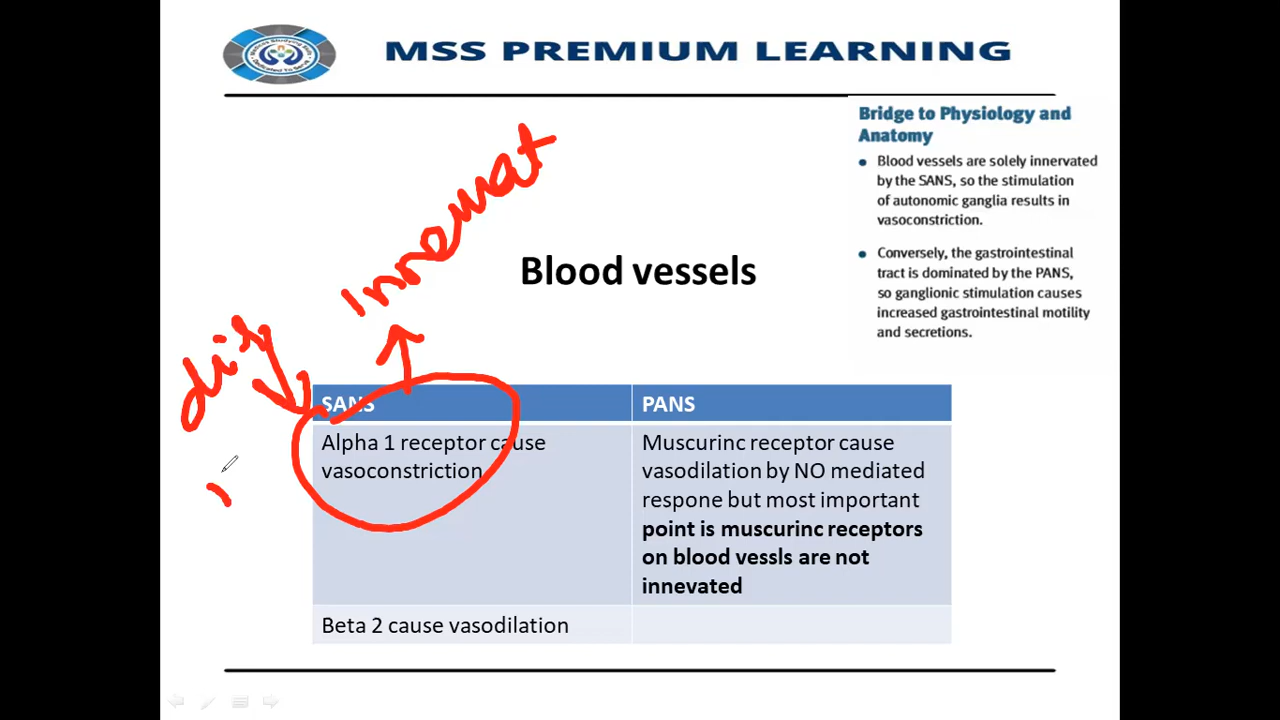 MSS PREMIUM LEARNING
Bridge to Physiology and
Anatomy
• Blood vessels are solely innervated
by the SANS, so the stimulation
of autonomic ganglia results in
vasoconstriction.
• Conversely, the gastrointestinal
tract is dominated by the PANS,
so ganglionic stimulation causes
increased gastrointestinal motility
and secretions.
Innervat
Blood vessels
dir
SANS
PANS
Alpha 1 receptor cause
vasoconstriction
Muscurinc receptor cause
vasodilation by NO mediated
respone but most important
point is muscurinc receptors
on blood vessls are not
innevated
Beta 2 cause vasodilation